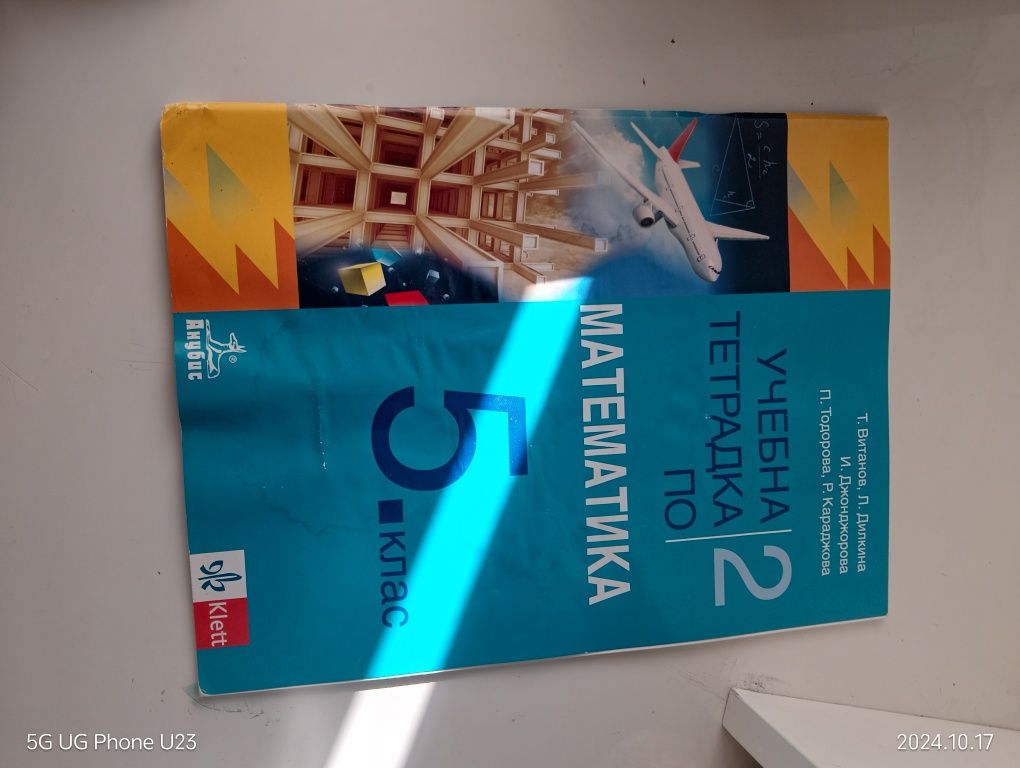 Т. Витанов, Л. Дилкина
И. Джонджорова
П. Тодорова, Р. Караджова
УЧЕБНА 2
ТЕТРАДКА
ПО
МАТЕМАТИКА
5. клас
Анубис ®
Klett
5G UG Phone U23
2024.10.17